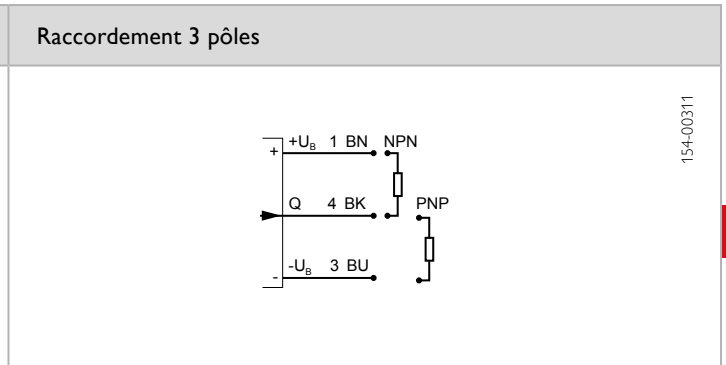 Raccordement 3 pôles
154-00311
+U_B 1 BN NPN
+
Q 4 BK PNP
-U_B 3 BU
-